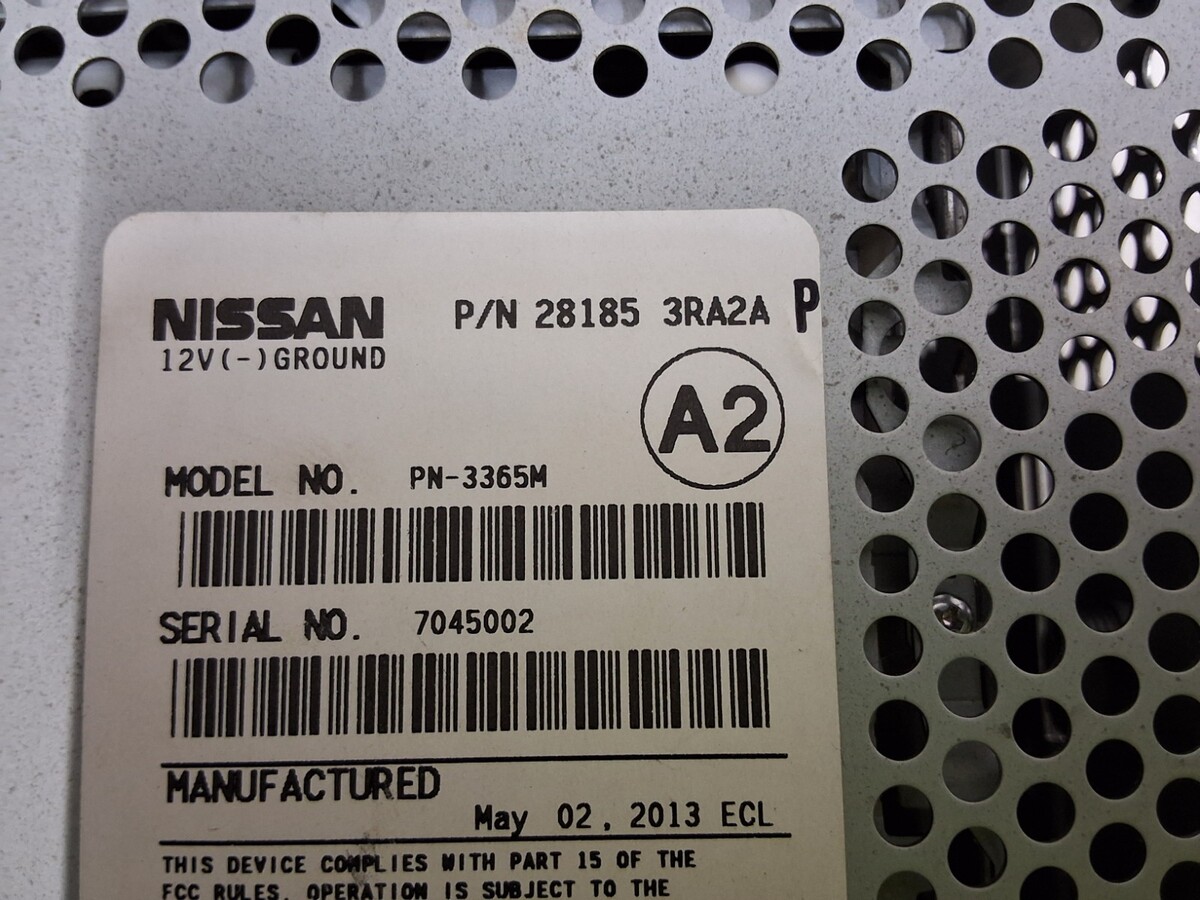 NISSAN P/N 28185 3RA2A P
12V(-)GROUND
A2
MODEL NO. PN-3365M
SERIAL NO. 7045002
MANUFACTURED
May 02, 2013 ECL
THIS DEVICE COMPLIES WITH PART 15 OF THE
FCC RULES. OPERATION IS SUBJECT TO THE